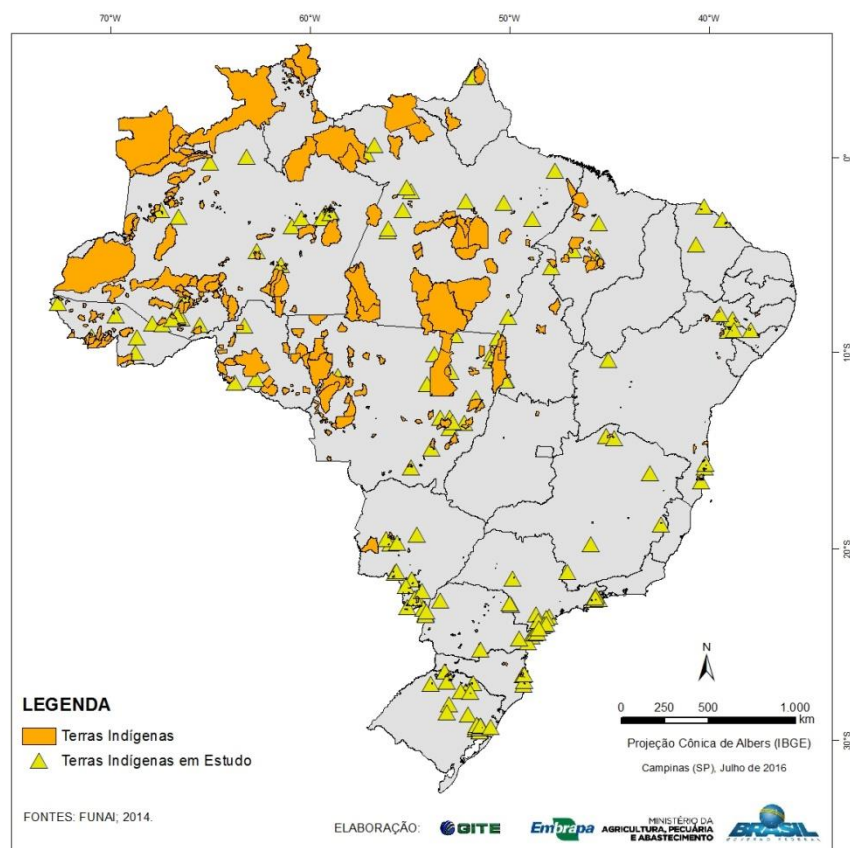 70°W 60°W 50°W 40°W
0°
10°S
20°S
30°S
N
LEGENDA
Terras Indígenas
Terras Indígenas em Estudo
0 250 500 1.000
km
Projeção Cônica de Albers (IBGE)
Campinas (SP), Julho de 2016
FONTES: FUNAI; 2014.
ELABORAÇÃO:
GITE
Embrapa
MINISTÉRIO DA
AGRICULTURA, PECUÁRIA
E ABASTECIMENTO
BRASIL
GOVERNO FEDERAL